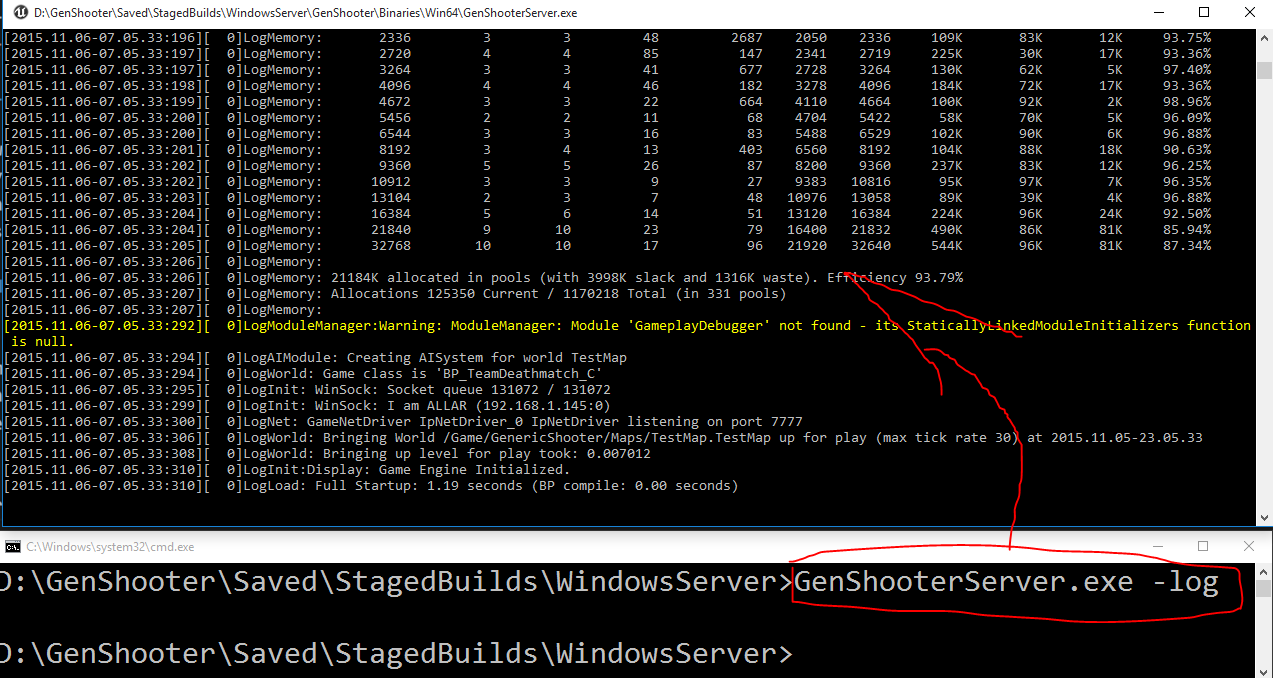 D:\GenShooter\Saved\StagedBuilds\WindowsServer\GenShooter\Binaries\Win64\GenShooterServer.exe
[2015.11.06-07.05.33:196][  0]LogMemory:       2336         3         3         48         2687    2050    2336     109K       83K       12K     93.75%
[2015.11.06-07.05.33:197][  0]LogMemory:       2720         4         4         85          147    2341    2719     225K       30K       17K     93.36%
[2015.11.06-07.05.33:197][  0]LogMemory:       3264         3         3         41          677    2728    3264     130K       62K        5K     97.40%
[2015.11.06-07.05.33:198][  0]LogMemory:       4096         4         4         46          182    3278    4096     184K       72K       17K     93.36%
[2015.11.06-07.05.33:199][  0]LogMemory:       4672         3         3         22          664    4110    4664     100K       92K        2K     98.96%
[2015.11.06-07.05.33:200][  0]LogMemory:       5456         2         2         11           68    4704    5422      58K       70K        5K     96.09%
[2015.11.06-07.05.33:200][  0]LogMemory:       6544         3         3         16           83    5488    6529     102K       90K        6K     96.88%
[2015.11.06-07.05.33:201][  0]LogMemory:       8192         3         4         13          403    6560    8192     104K       88K       18K     90.63%
[2015.11.06-07.05.33:202][  0]LogMemory:       9360         5         5         26           87    8200    9360     237K       83K       12K     96.25%
[2015.11.06-07.05.33:202][  0]LogMemory:      10912         3         3          9           27    9383   10816      95K       97K        7K     96.35%
[2015.11.06-07.05.33:203][  0]LogMemory:      13104         2         3          7           48   10976   13058      89K       39K        4K     96.88%
[2015.11.06-07.05.33:204][  0]LogMemory:      16384         5         6         14           51   13120   16384     224K       96K       24K     92.50%
[2015.11.06-07.05.33:204][  0]LogMemory:      21840         9        10         23           79   16400   21832     490K       86K       81K     85.94%
[2015.11.06-07.05.33:205][  0]LogMemory:      32768        10        10         17           96   21920   32640     544K       96K       81K     87.34%
[2015.11.06-07.05.33:206][  0]LogMemory:
[2015.11.06-07.05.33:206][  0]LogMemory: 21184K allocated in pools (with 3998K slack and 1316K waste). Efficiency 93.79%
[2015.11.06-07.05.33:207][  0]LogMemory: Allocations 125350 Current / 1170218 Total (in 331 pools)
[2015.11.06-07.05.33:207][  0]LogMemory:
[2015.11.06-07.05.33:292][  0]LogModuleManager:Warning: ModuleManager: Module 'GameplayDebugger' not found - its StaticallyLinkedModuleInitializers function
is null.
[2015.11.06-07.05.33:294][  0]LogAIModule: Creating AISystem for world TestMap
[2015.11.06-07.05.33:294][  0]LogWorld: Game class is 'BP_TeamDeathmatch_C'
[2015.11.06-07.05.33:295][  0]LogInit: WinSock: Socket queue 131072 / 131072
[2015.11.06-07.05.33:299][  0]LogInit: WinSock: I am ALLAR (192.168.1.145:0)
[2015.11.06-07.05.33:300][  0]LogNet: GameNetDriver IpNetDriver_0 IpNetDriver listening on port 7777
[2015.11.06-07.05.33:306][  0]LogWorld: Bringing World /Game/GenericShooter/Maps/TestMap.TestMap up for play (max tick rate 30) at 2015.11.05-23.05.33
[2015.11.06-07.05.33:308][  0]LogWorld: Bringing up level for play took: 0.007012
[2015.11.06-07.05.33:310][  0]LogInit:Display: Game Engine Initialized.
[2015.11.06-07.05.33:310][  0]LogLoad: Full Startup: 1.19 seconds (BP compile: 0.00 seconds)
C:\Windows\system32\cmd.exe
D:\GenShooter\Saved\StagedBuilds\WindowsServer>GenShooterServer.exe -log
D:\GenShooter\Saved\StagedBuilds\WindowsServer>